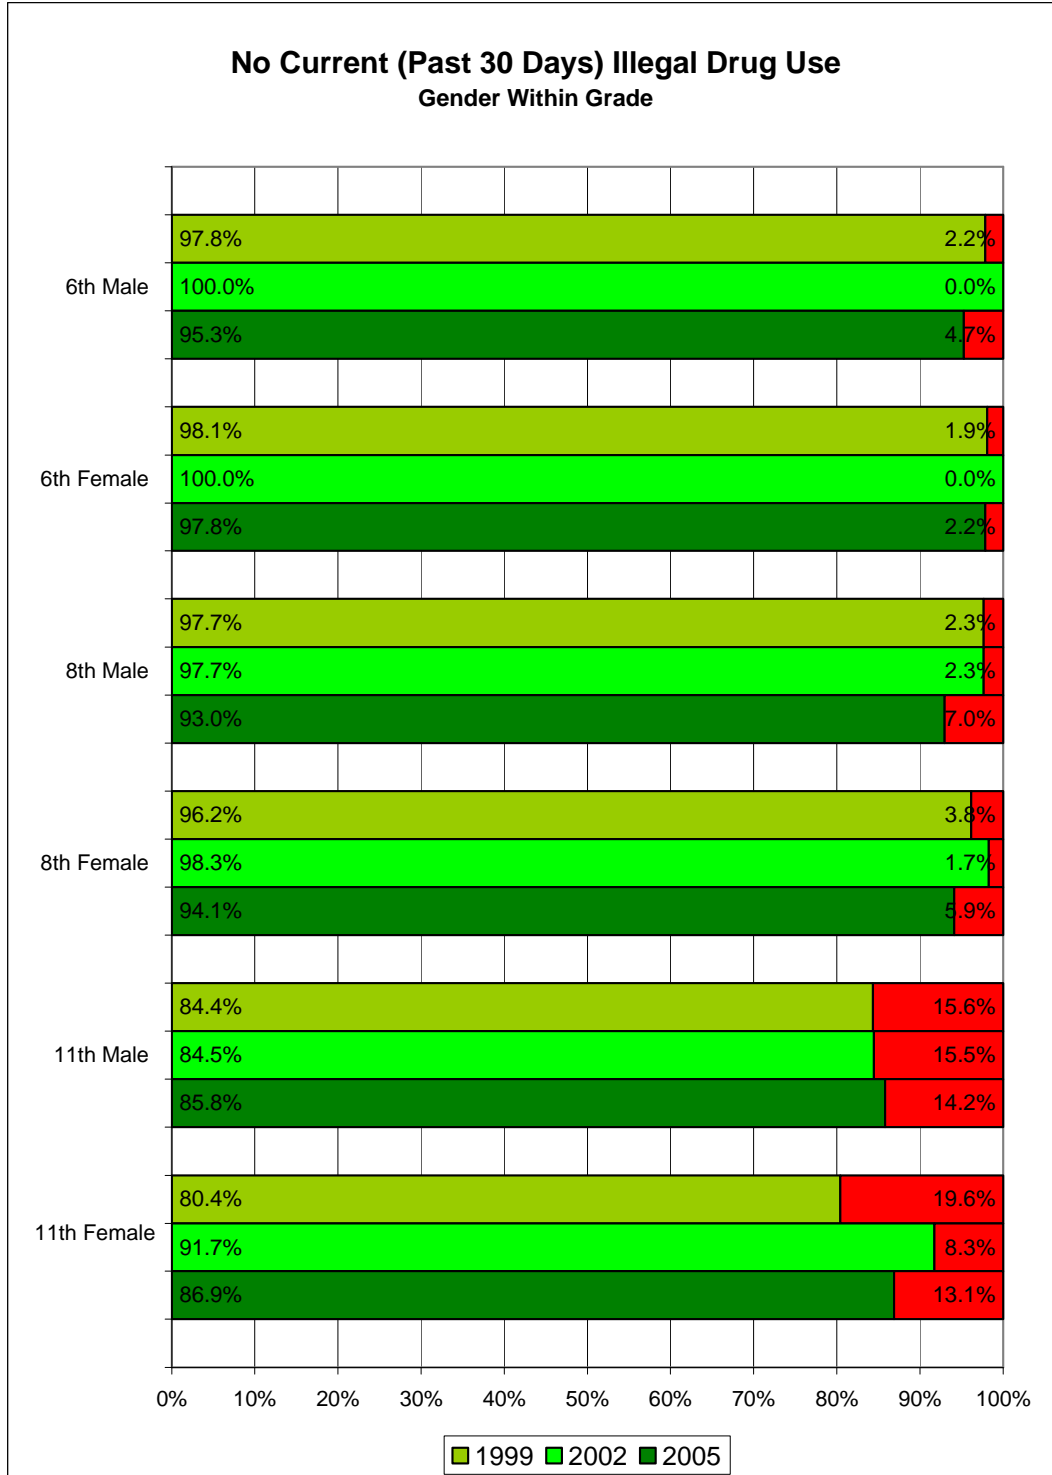 No Current (Past 30 Days) Illegal Drug Use
Gender Within Grade
97.8% 2.2%
6th Male 100.0% 0.0%
95.3% 4.7%
98.1% 1.9%
6th Female 100.0% 0.0%
97.8% 2.2%
97.7% 2.3%
8th Male 97.7% 2.3%
93.0% 7.0%
96.2% 3.8%
8th Female 98.3% 1.7%
94.1% 5.9%
84.4% 15.6%
11th Male 84.5% 15.5%
85.8% 14.2%
80.4% 19.6%
11th Female 91.7% 8.3%
86.9% 13.1%
0% 10% 20% 30% 40% 50% 60% 70% 80% 90% 100%
1999 2002 2005